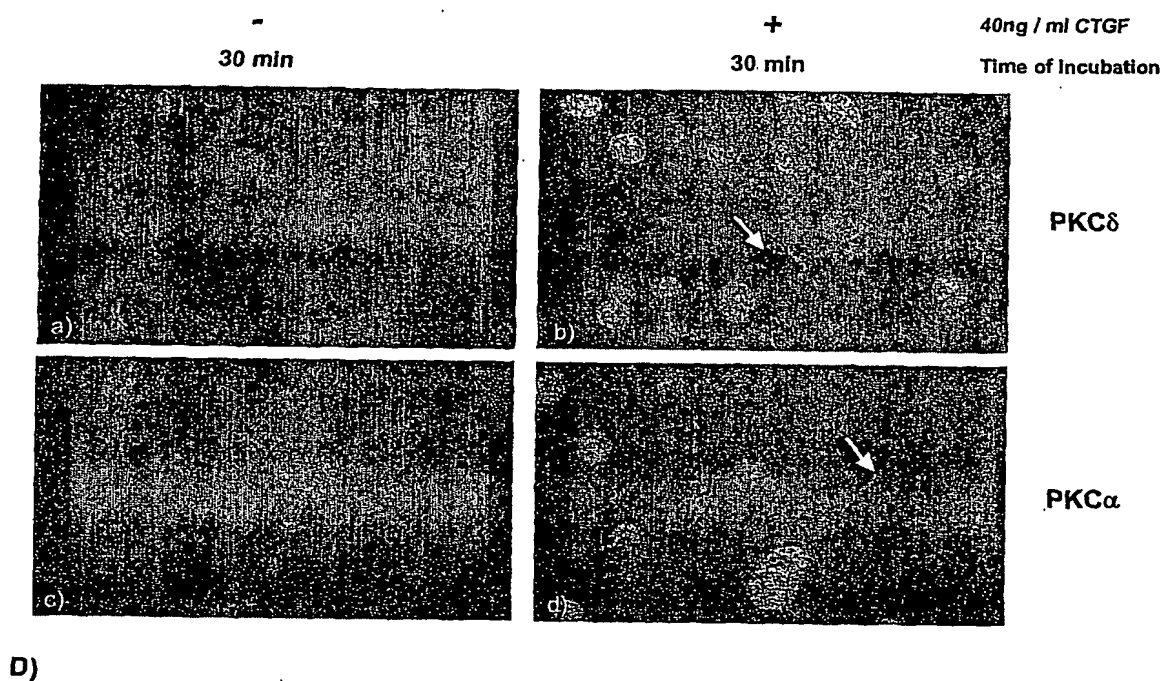 - + 40ng / ml CTGF
30 min 30 min Time of Incubation
PKCδ
a) b)
PKCα
c) d)
D)